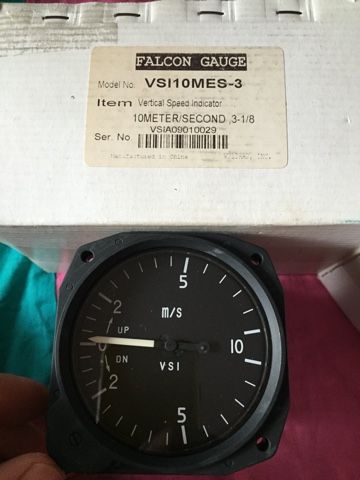 FALCON GAUGE
Model No. VSI10MES-3
Item Vertical Speed Indicator
10METER/SECOND ,3-1/8
VSIA09010029
Ser. No.
Manufactured in China
5
2
M/S
UP
0
10
DN
VSI
2
5